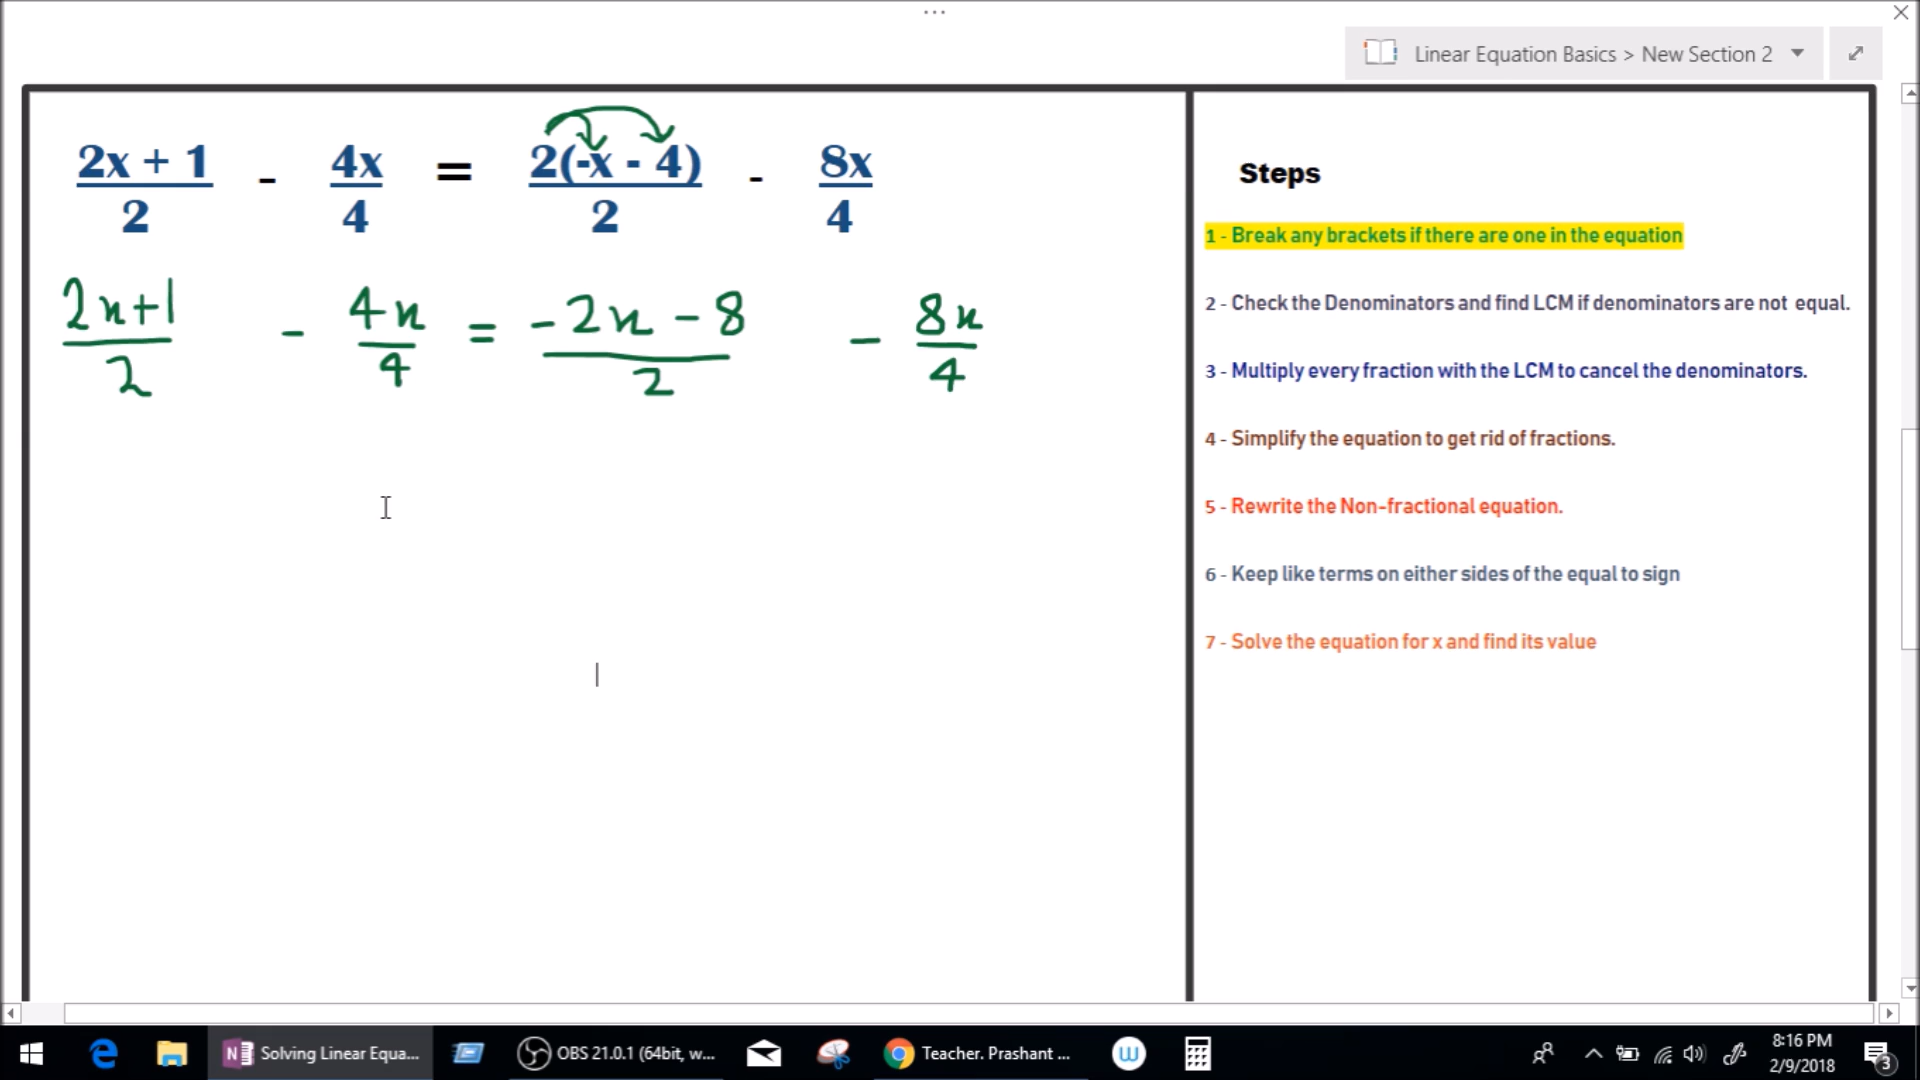 Linear Equation Basics > New Section 2
2x + 1 - 4x = 2(-x - 4) - 8x
2 4 2 4
2x+1 - 4x = -2x - 8 - 8x
2 4 2 4
Steps
1 - Break any brackets if there are one in the equation
2 - Check the Denominators and find LCM if denominators are not equal.
3 - Multiply every fraction with the LCM to cancel the denominators.
4 - Simplify the equation to get rid of fractions.
5 - Rewrite the Non-fractional equation.
6 - Keep like terms on either sides of the equal to sign
7 - Solve the equation for x and find its value
Solving Linear Equa... OBS 21.0.1 (64bit, w... Teacher. Prashant ... 8:16 PM
2/9/2018 3